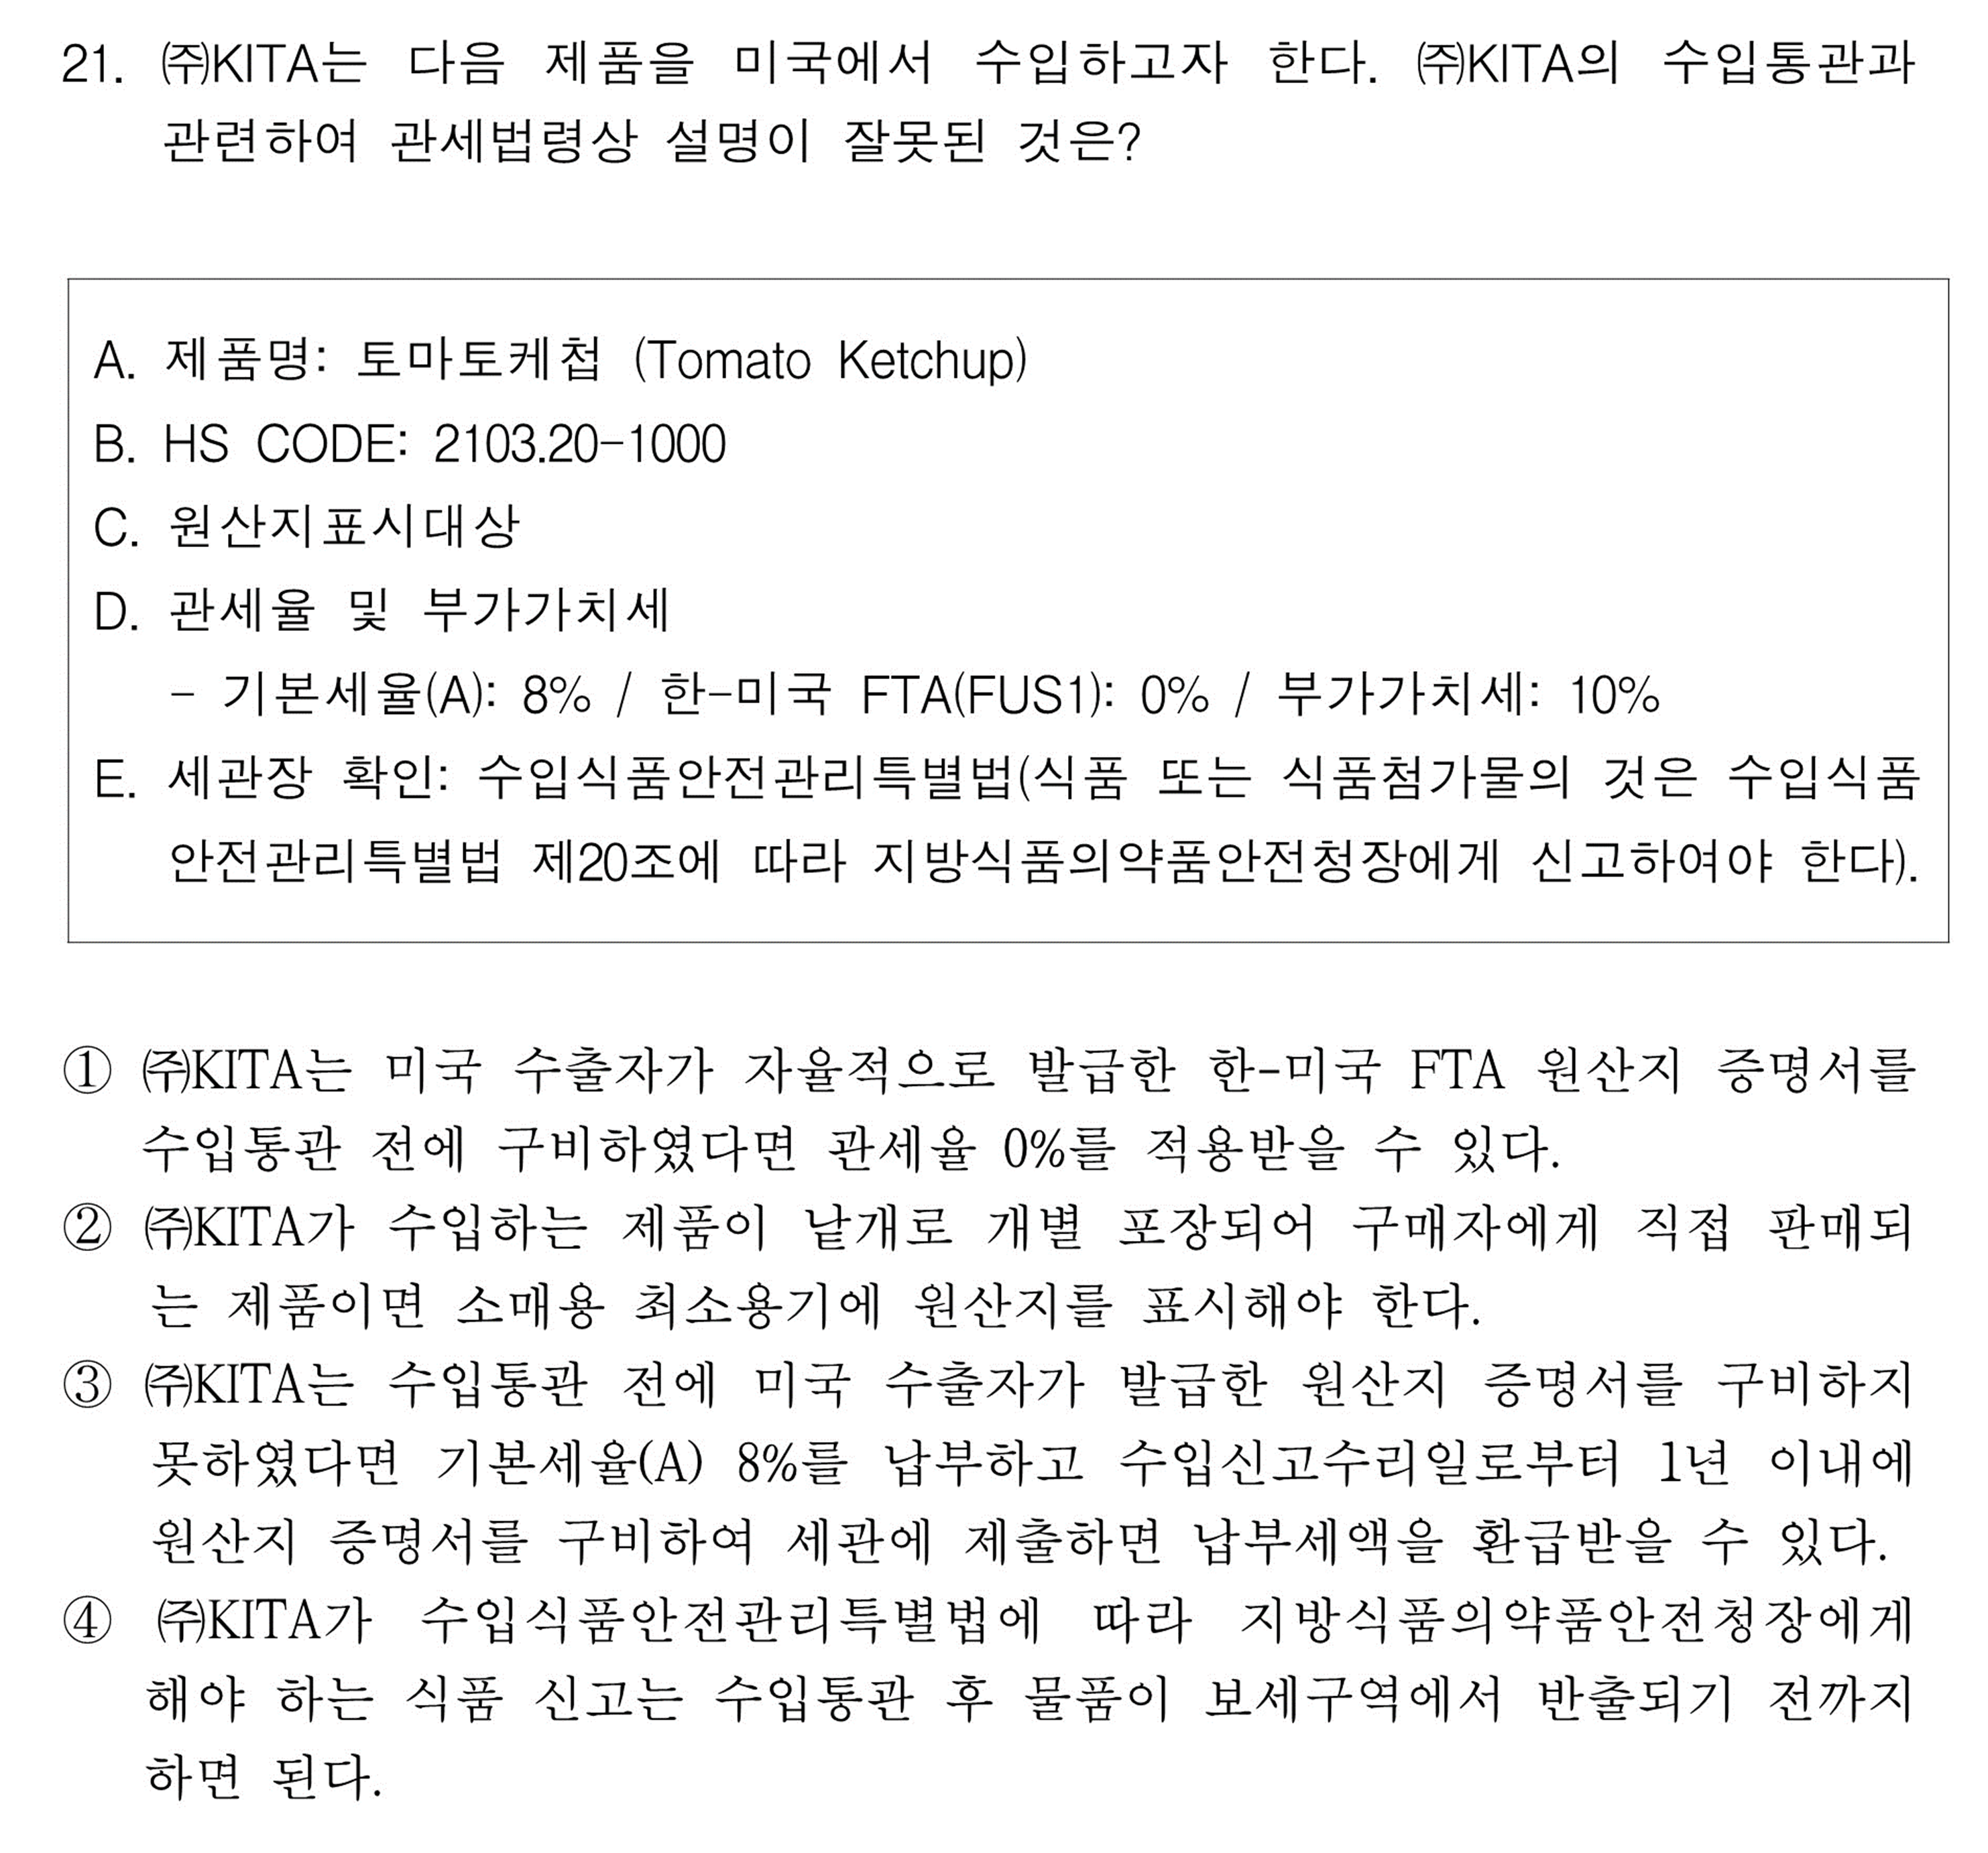 21. ㈜KITA는 다음 제품을 미국에서 수입하고자 한다. ㈜KITA의 수입통관과
관련하여 관세법령상 설명이 잘못된 것은?
A. 제품명: 토마토케첩 (Tomato Ketchup)
B. HS CODE: 2103.20-1000
C. 원산지표시대상
D. 관세율 및 부가가치세
- 기본세율(A): 8% / 한-미국 FTA(FUS1): 0% / 부가가치세: 10%
E. 세관장 확인: 수입식품안전관리특별법(식품 또는 식품첨가물의 것은 수입식품
안전관리특별법 제20조에 따라 지방식품의약품안전청장에게 신고하여야 한다).
① ㈜KITA는 미국 수출자가 자율적으로 발급한 한-미국 FTA 원산지 증명서를
수입통관 전에 구비하였다면 관세율 0%를 적용받을 수 있다.
② ㈜KITA가 수입하는 제품이 낱개로 개별 포장되어 구매자에게 직접 판매되
는 제품이면 소매용 최소용기에 원산지를 표시해야 한다.
③ ㈜KITA는 수입통관 전에 미국 수출자가 발급한 원산지 증명서를 구비하지
못하였다면 기본세율(A) 8%를 납부하고 수입신고수리일로부터 1년 이내에
원산지 증명서를 구비하여 세관에 제출하면 납부세액을 환급받을 수 있다.
④ ㈜KITA가 수입식품안전관리특별법에 따라 지방식품의약품안전청장에게
해야 하는 식품 신고는 수입통관 후 물품이 보세구역에서 반출되기 전까지
하면 된다.